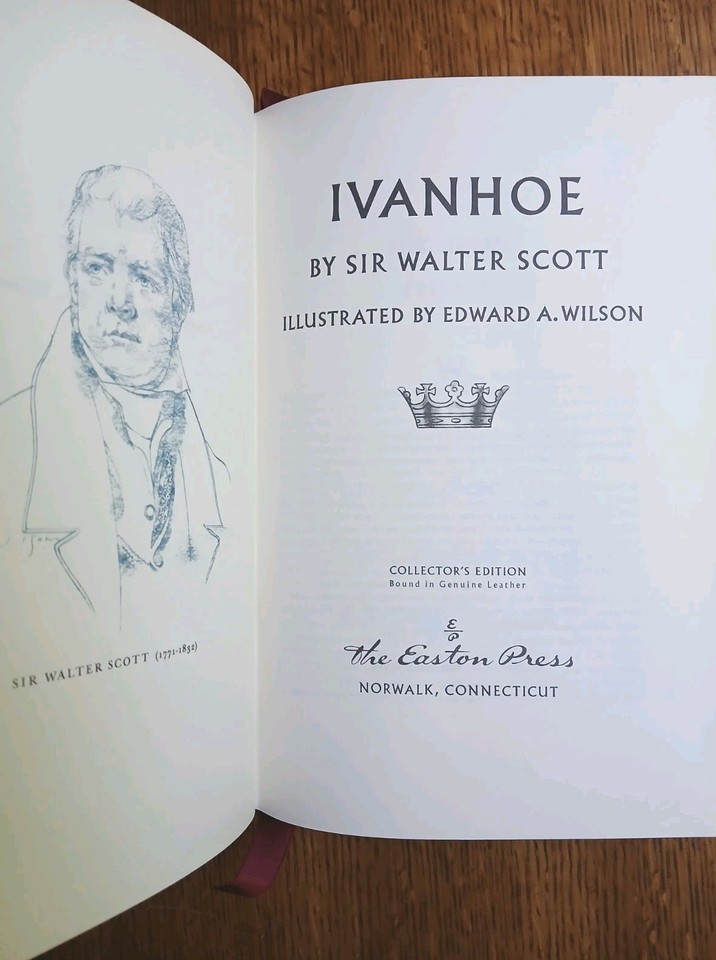 SIR WALTER SCOTT (1771-1832)
IVANHOE
BY SIR WALTER SCOTT
ILLUSTRATED BY EDWARD A. WILSON
COLLECTOR'S EDITION
Bound in Genuine Leather
E
P
The Easton Press
NORWALK, CONNECTICUT